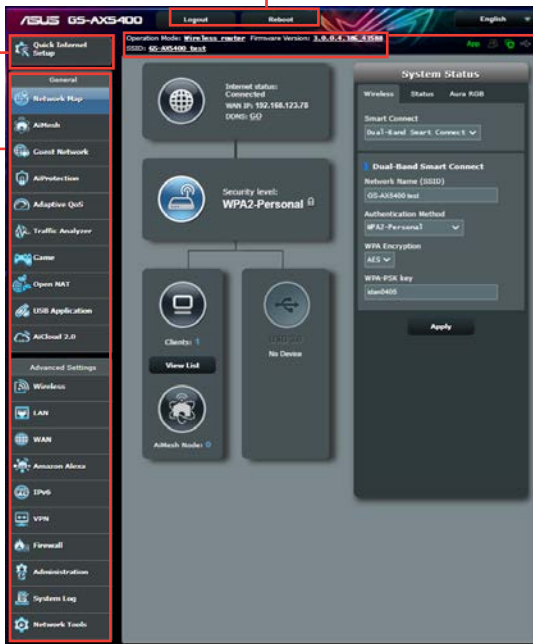 ASUS GS-AX5400
Logout
Reboot
English
Quick Internet
Setup
Operation Mode: Wireless router Firmware Version: 3.0.0.4.386_43588
SSID: GS-AX5400 test
App
General
Network Map
AiMesh
Guest Network
AiProtection
Adaptive QoS
Traffic Analyzer
Game
Open NAT
USB Application
AiCloud 2.0
Advanced Settings
Wireless
LAN
WAN
Amazon Alexa
IPv6
VPN
Firewall
Administration
System Log
Network Tools
Internet status:
Connected
WAN IP: 192.168.123.78
DDNS: GO
Security level:
WPA2-Personal
Clients: 1
View List
AiMesh Node: 0
No Device
System Status
Wireless
Status
Aura RGB
Smart Connect
Dual-Band Smart Connect
Dual-Band Smart Connect
Network Name (SSID)
GS-AX5400 test
Authentication Method
WPA2-Personal
WPA Encryption
AES
WPA-PSK key
Apply